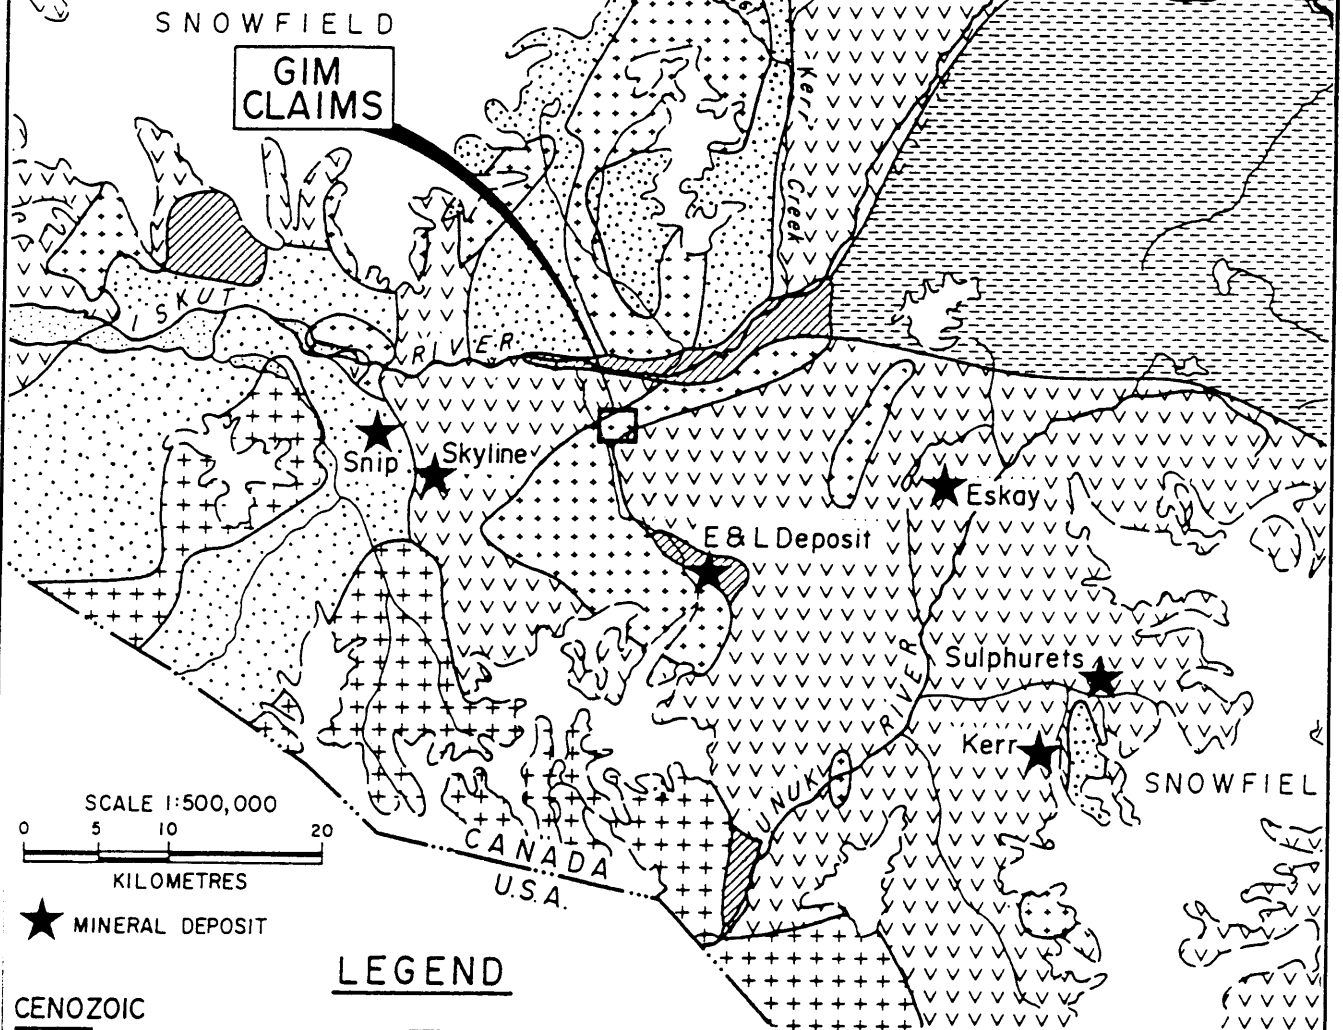 SNOWFIELD
GIM
CLAIMS
Kerr
Creek
ISKUT
RIVER
Snip
Skyline
Eskay
E & L Deposit
RIVER
Sulphurets
Kerr
UNUK
SNOWFIEL
SCALE 1:500,000
0 5 10 20
KILOMETRES
CANADA
U.S.A.
MINERAL DEPOSIT
LEGEND
CENOZOIC